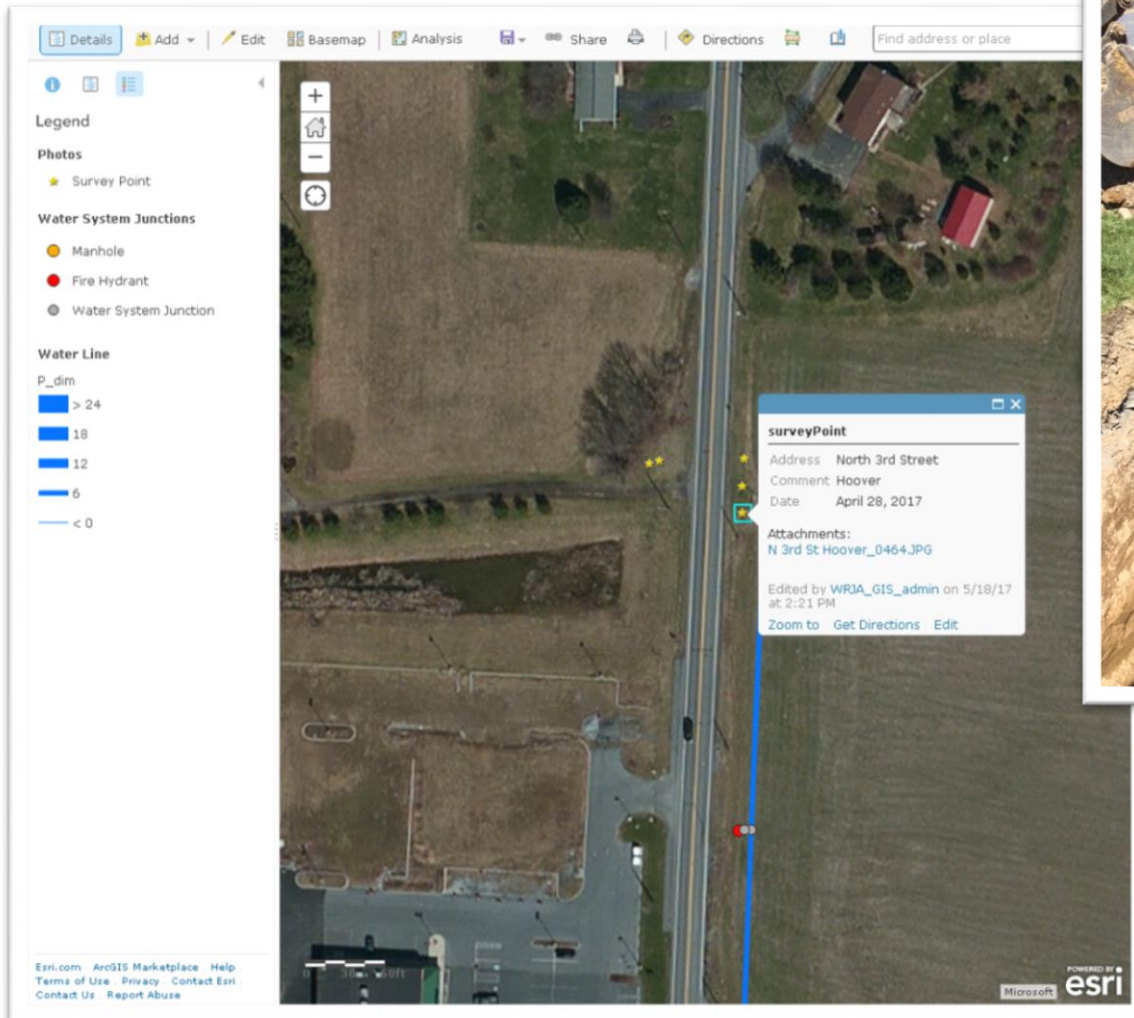 Details Add Edit Basemap Analysis Share Directions Find address or place
Legend
Photos
Survey Point
Water System Junctions
Manhole
Fire Hydrant
Water System Junction
Water Line
P_dim
> 24
18
12
6
< 0
surveyPoint
Address North 3rd Street
Comment Hoover
Date April 28, 2017
Attachments:
N 3rd St Hoover_0464.JPG
Edited by WRJA_GIS_admin on 5/18/17
at 2:21 PM
Zoom to Get Directions Edit
Esri.com ArcGIS Marketplace Help
Terms of Use Privacy Contact Esri
Contact Us Report Abuse
Microsoft
POWERED BY
esri